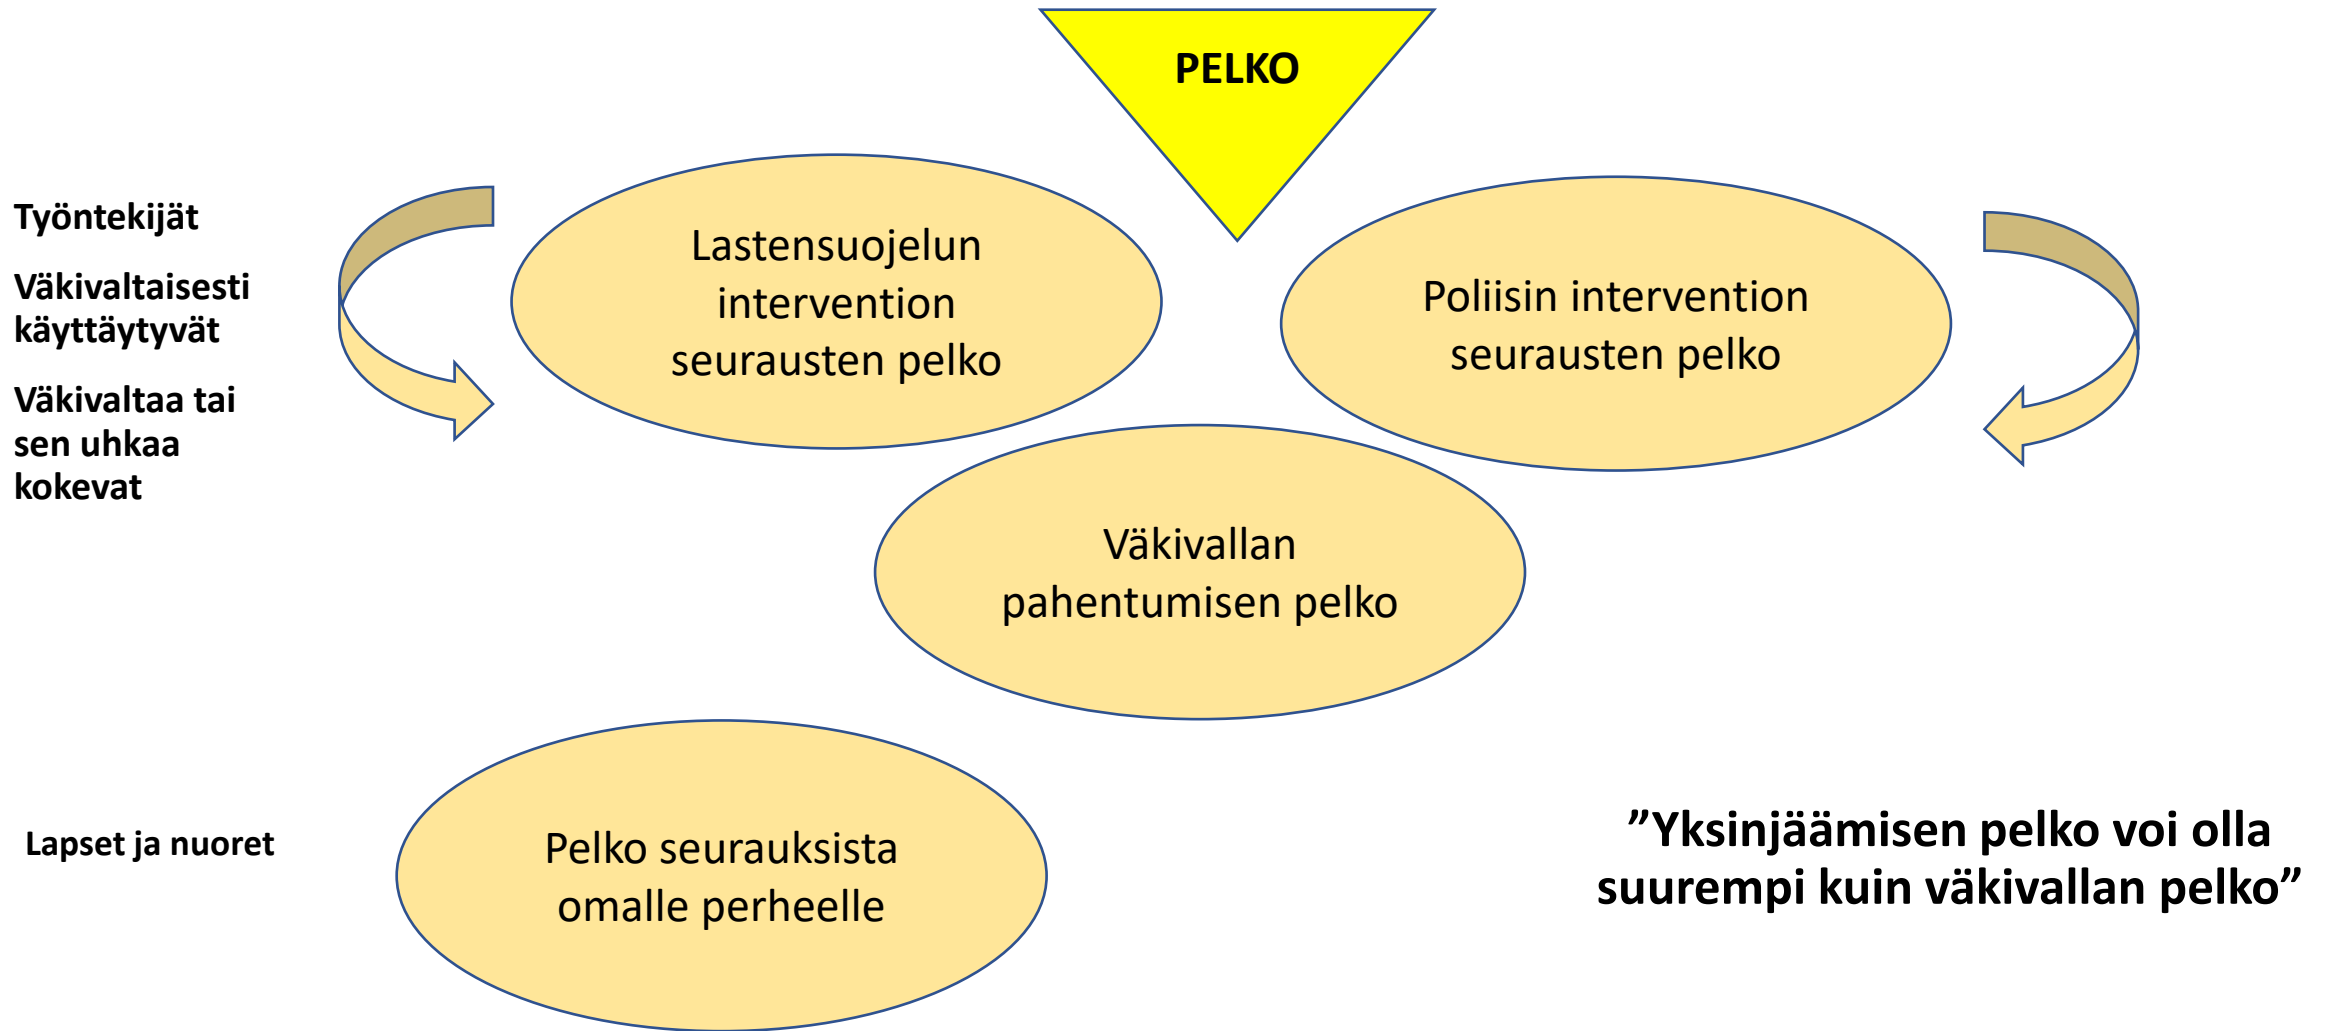 PELKO
Työntekijät
Väkivaltaisesti
käyttäytyvät
Väkivaltaa tai
sen uhkaa
kokevat
Lastensuojelun
intervention
seurausten pelko
Poliisin intervention
seurausten pelko
Väkivallan
pahentumisen pelko
Lapset ja nuoret
Pelko seurauksista
omalle perheelle
”Yksinjäämisen pelko voi olla
suurempi kuin väkivallan pelko”